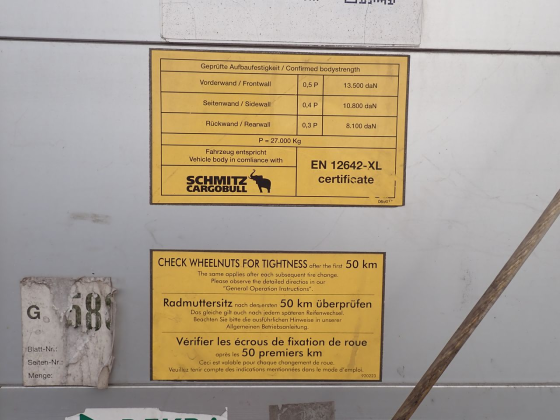 Geprüfte Aufbaufestigkeit / Confirmed bodystrength
Vorderwand / Frontwall 0,5 P 13.500 daN
Seitenwand / Sidewall 0,4 P 10.800 daN
Rückwand / Rearwall 0,3 P 8.100 daN
P = 27.000 Kg
Fahrzeug entspricht
Vehicle body in comliance with
SCHMITZ
CARGOBULL
EN 12642-XL
certificate
CHECK WHEELNUTS FOR TIGHTNESS after the first 50 km
The same applies after each subsequent tire change.
Please observe the detailed direction in our
"General Operation Instructions".
Radmuttersitz nach den ersten 50 km überprüfen
Das gleiche gilt auch nach jedem späteren Reifenwechsel.
Beachten Sie bitte die ausführlichen Hinweise in unserer
Allgemeinen Betriebsanleitung.
Vérifier les écrous de fixation de roue
après les 50 premiers km
Ceci est valable pour chaque changement de roue.
Veuillez tenir compte des indications mentionnées dans le mode d'emploi.
G
58
Blatt-Nr.
Seiten-Nr.
Menge: